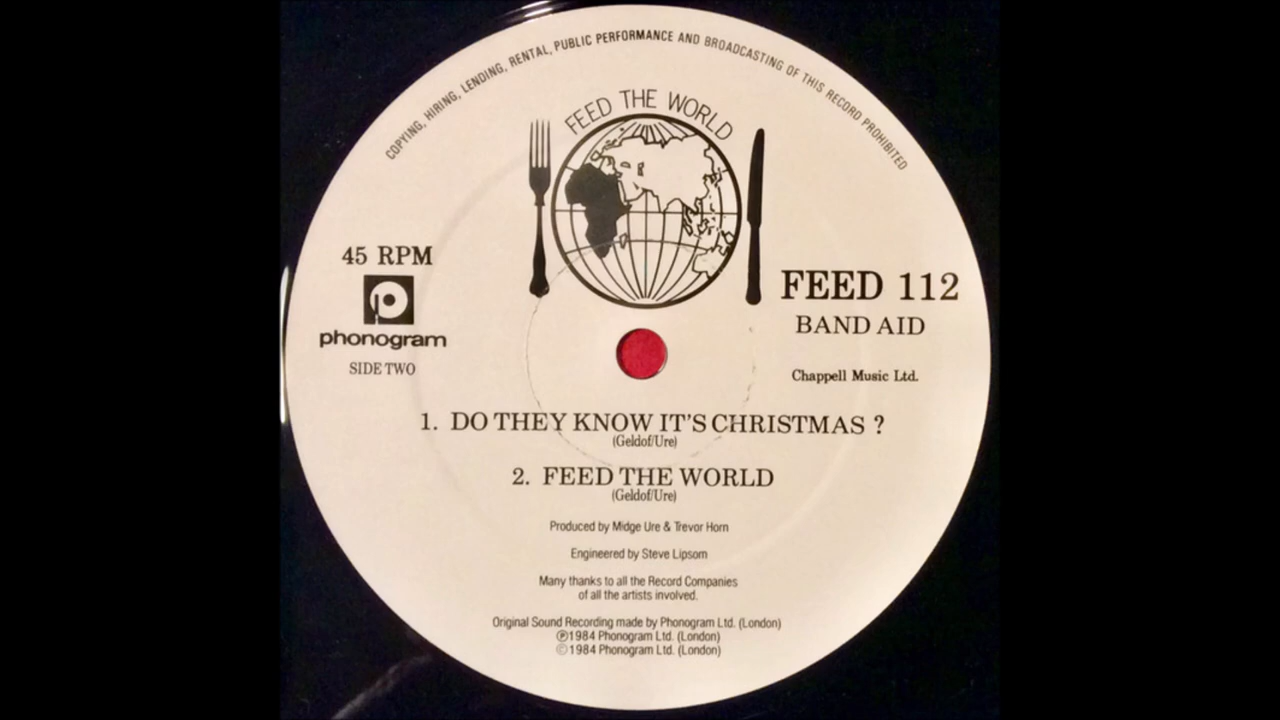 COPYING, HIRING, LENDING, RENTAL, PUBLIC PERFORMANCE AND BROADCASTING OF THIS RECORD PROHIBITED
FEED THE WORLD
45 RPM
phonogram
SIDE TWO
FEED 112
BAND AID
Chappell Music Ltd.
1. DO THEY KNOW IT'S CHRISTMAS ?
(Geldof/Ure)
2. FEED THE WORLD
(Geldof/Ure)
Produced by Midge Ure & Trevor Horn
Engineered by Steve Lipsom
Many thanks to all the Record Companies
of all the artists involved.
Original Sound Recording made by Phonogram Ltd. (London)
Ⓟ1984 Phonogram Ltd. (London)
©1984 Phonogram Ltd. (London)